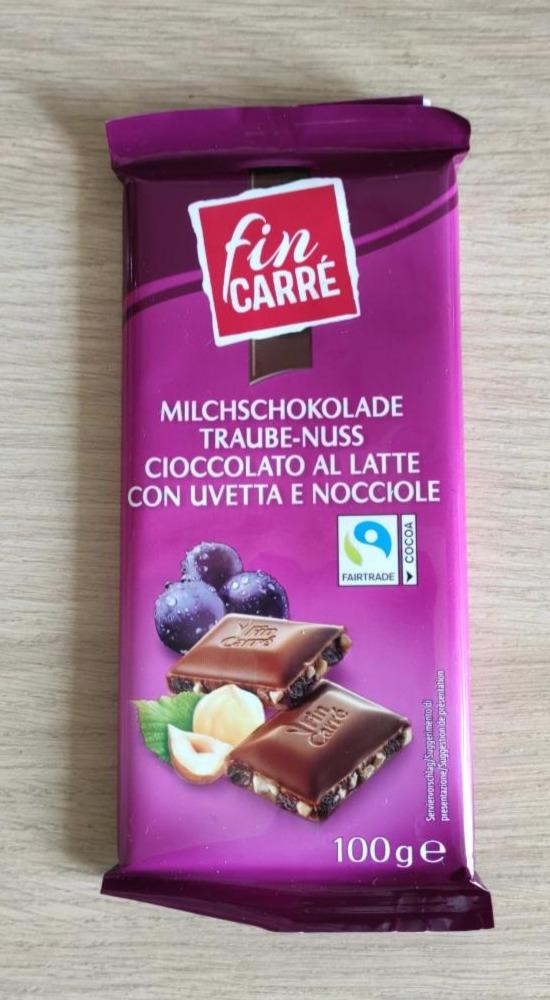 fin
CARRÉ
MILCHSCHOKOLADE
TRAUBE-NUSS
CIOCCOLATO AL LATTE
CON UVETTA E NOCCIOLE
FAIRTRADE
COCOA
Fin
Carré
Fin
Carré
Serviervorschlag/Suggerimento di
presentazione/Suggestion de présentation
100g e